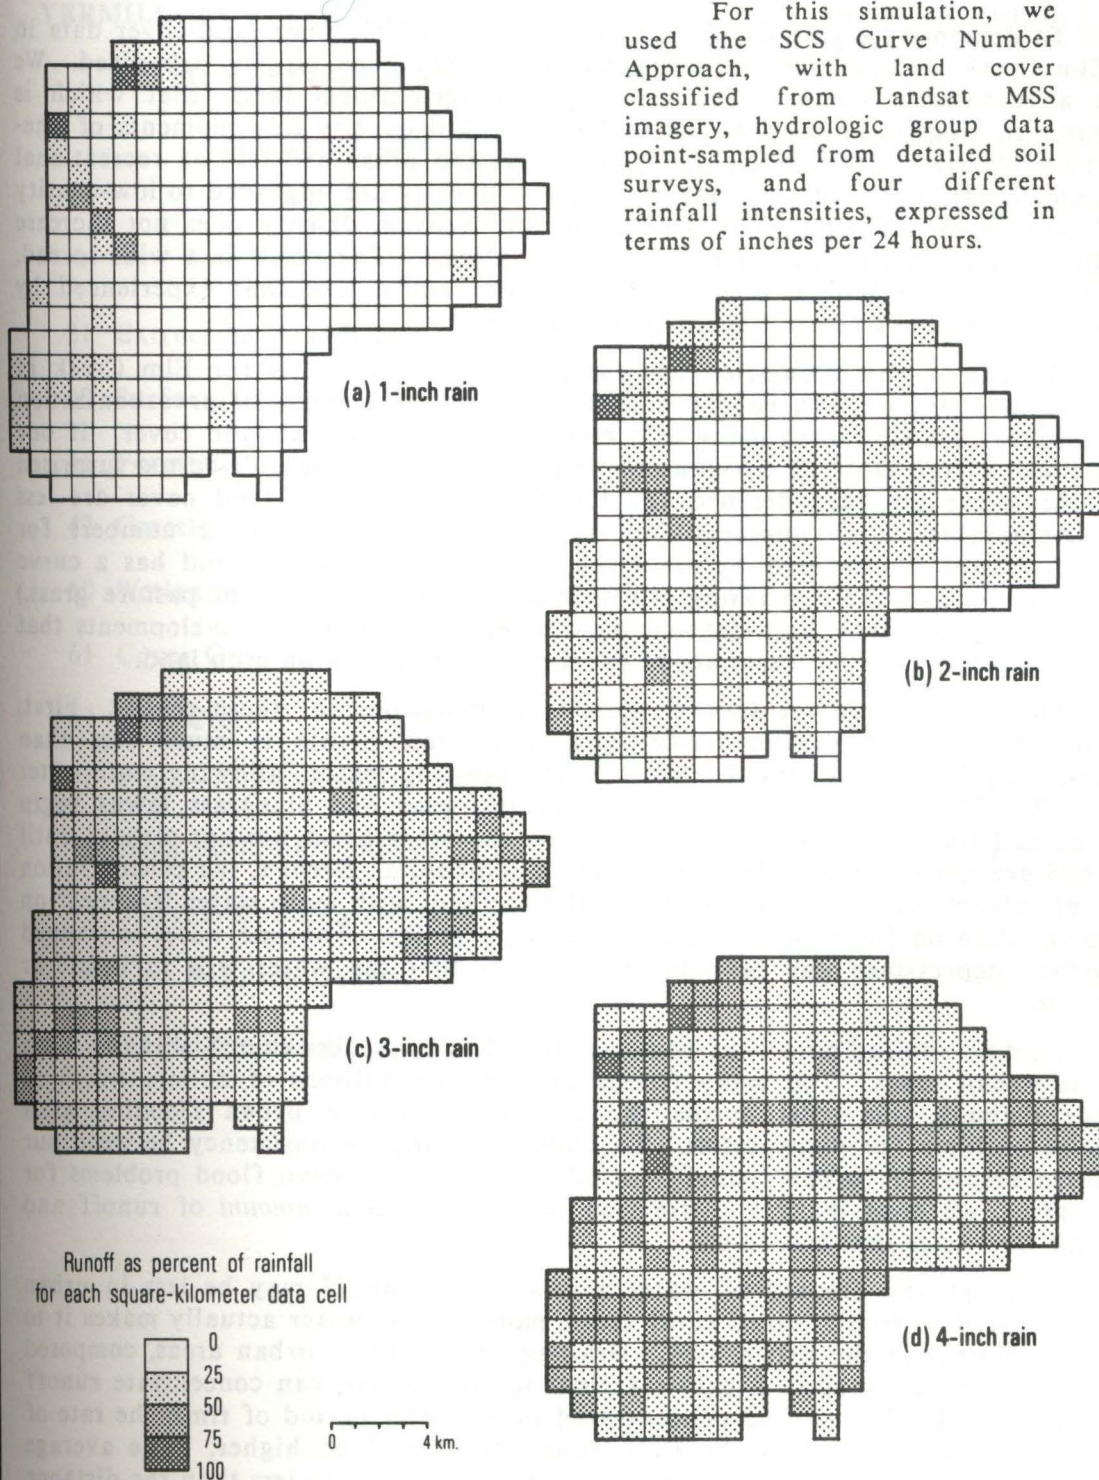 For this simulation, we
used the SCS Curve Number
Approach, with land cover
classified from Landsat MSS
imagery, hydrologic group data
point-sampled from detailed soil
surveys, and four different
rainfall intensities, expressed in
terms of inches per 24 hours.
(a) 1-inch rain
(b) 2-inch rain
(c) 3-inch rain
(d) 4-inch rain
Runoff as percent of rainfall
for each square-kilometer data cell
0
25
50
75
100
0 4 km.